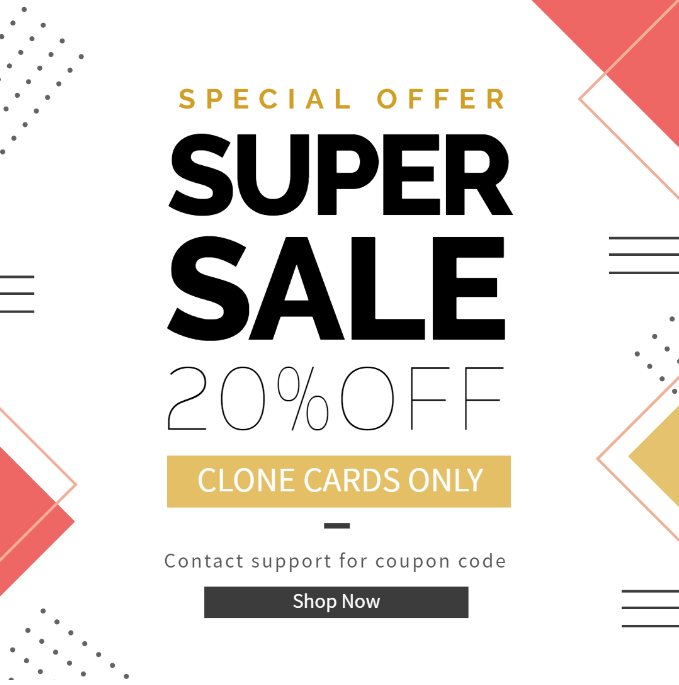 SPECIAL OFFER
SUPER
SALE
20%OFF
CLONE CARDS ONLY
Contact support for coupon code
Shop Now